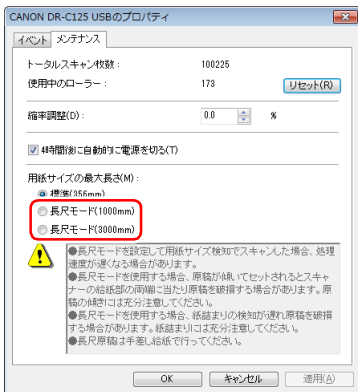 CANON DR-C125 USBのプロパティ
イベント メンテナンス
トータルスキャン枚数： 100225
使用中のローラー： 173 リセット(R)
縮率調整(D)： 0.0 %
4時間後に自動的に電源を切る(T)
用紙サイズの最大長さ(M)：
標準(356mm)
長尺モード(1000mm)
長尺モード(3000mm)
●長尺モードを設定して用紙サイズ検知でスキャンした場合、処理
速度が遅くなる場合があります。
●長尺モードを使用する場合、原稿が傾いてセットされるとスキャ
ナーの給紙部の両端に当たり原稿を破損する場合があります。原
稿の傾きには充分注意してください。
●長尺モードを使用する場合、紙詰まりの検知が遅れ原稿を破損
する場合があります。紙詰まりには充分注意してください。
●長尺原稿は手差し給紙で行ってください。
OK キャンセル 適用(A)